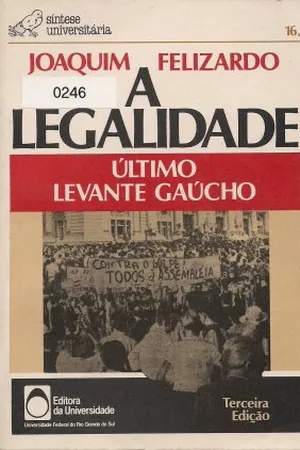 síntese
universitária
16,
JOAQUIM FELIZARDO
0246
A
LEGALIDADE
ÚLTIMO
LEVANTE GAÚCHO
CONTRA O GOLPE
TODOS à ASSEMBLEIA
Editora
da Universidade
Universidade Federal do Rio Grande do Sul
Terceira
Edição